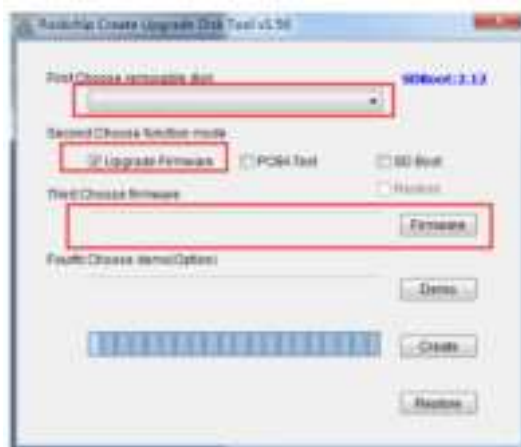 Rockchip Create Upgrade Disk Tool v1.50
First:Choose removable disk
SDBoot:2.12
Second:Choose function mode
Upgrade Firmware
PCBA Test
SD Boot
Restore
Third:Choose firmware
Firmware
Fourth:Choose demo(Option)
Demo
Create
Restore